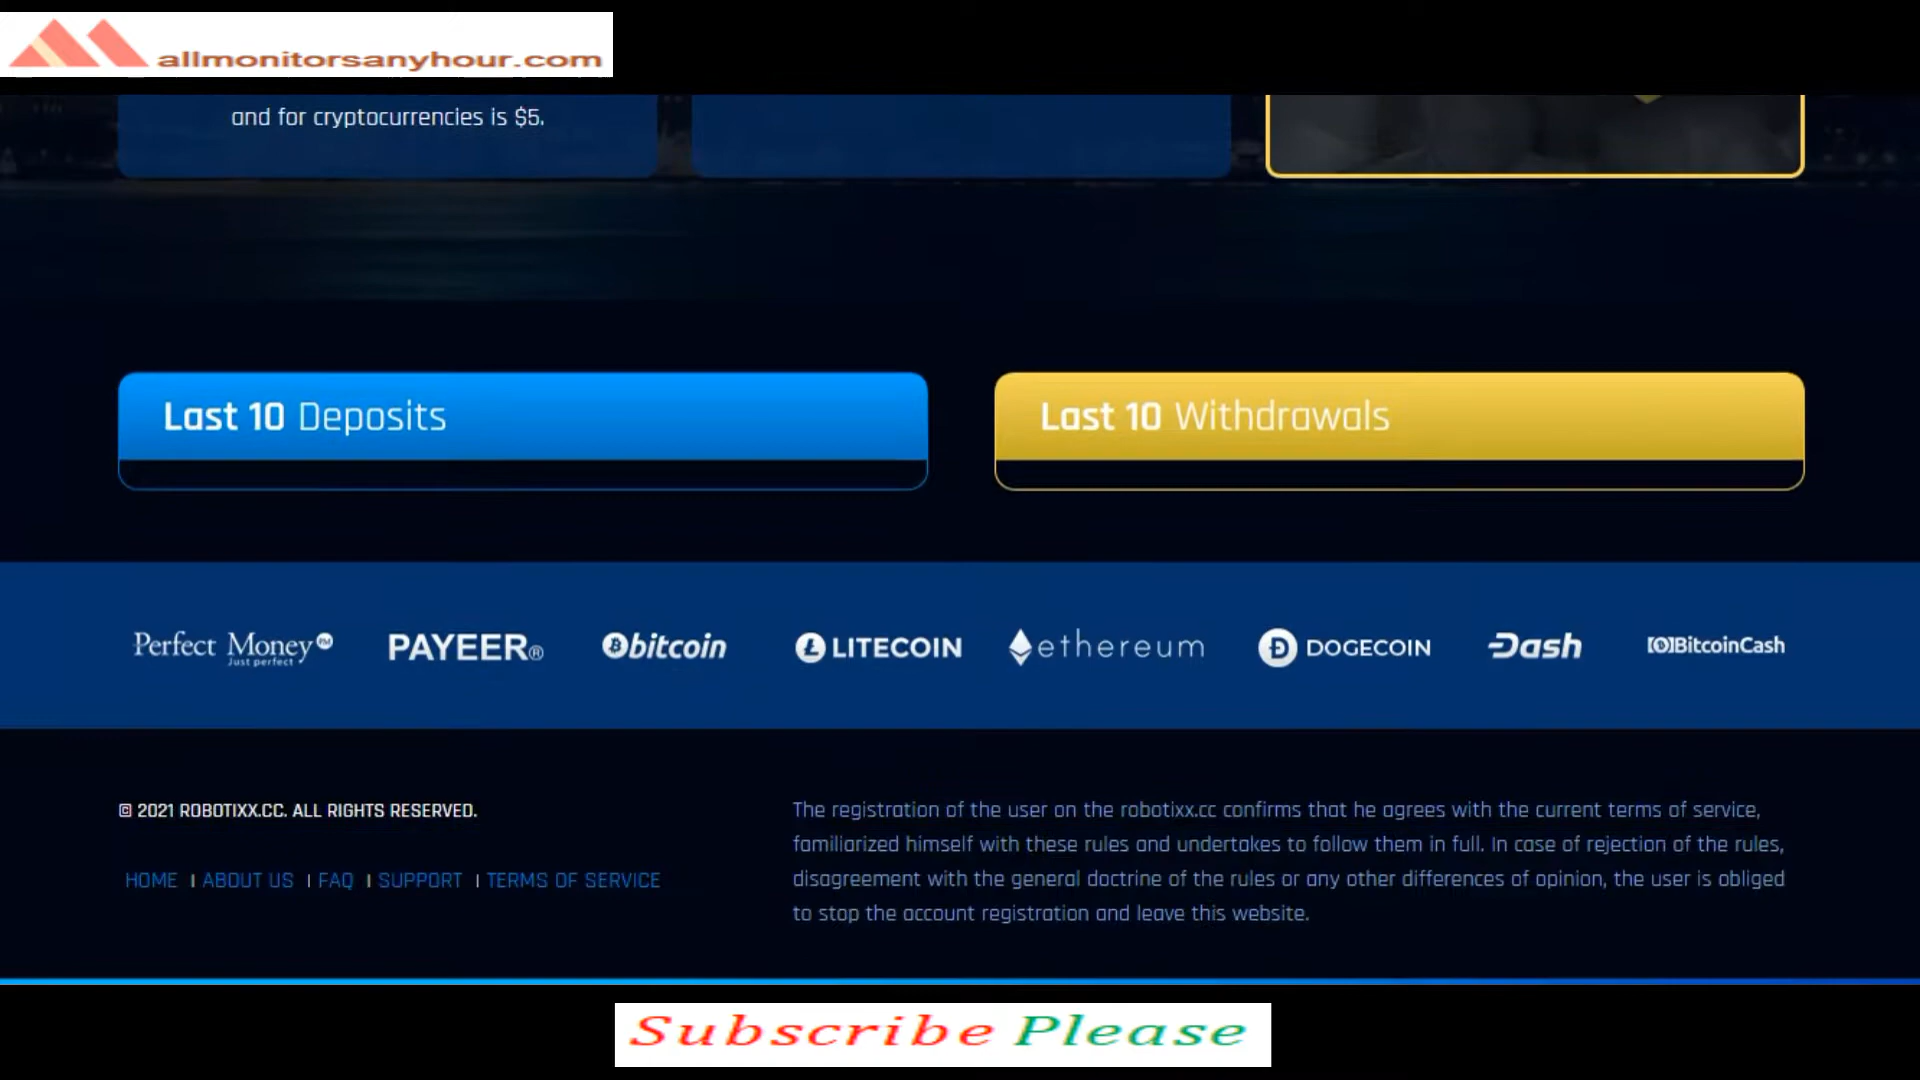 allmonitorsanyhour.com
and for cryptocurrencies is $5.
Last 10 Deposits
Last 10 Withdrawals
Perfect Money PM
Just perfect
PAYEER®
bitcoin
LITECOIN
ethereum
DOGECOIN
Dash
BitcoinCash
© 2021 ROBOTIXX.CC. ALL RIGHTS RESERVED.
HOME | ABOUT US | FAQ | SUPPORT | TERMS OF SERVICE
The registration of the user on the robotixx.cc confirms that he agrees with the current terms of service,
familiarized himself with these rules and undertakes to follow them in full. In case of rejection of the rules,
disagreement with the general doctrine of the rules or any other differences of opinion, the user is obliged
to stop the account registration and leave this website.
Subscribe Please